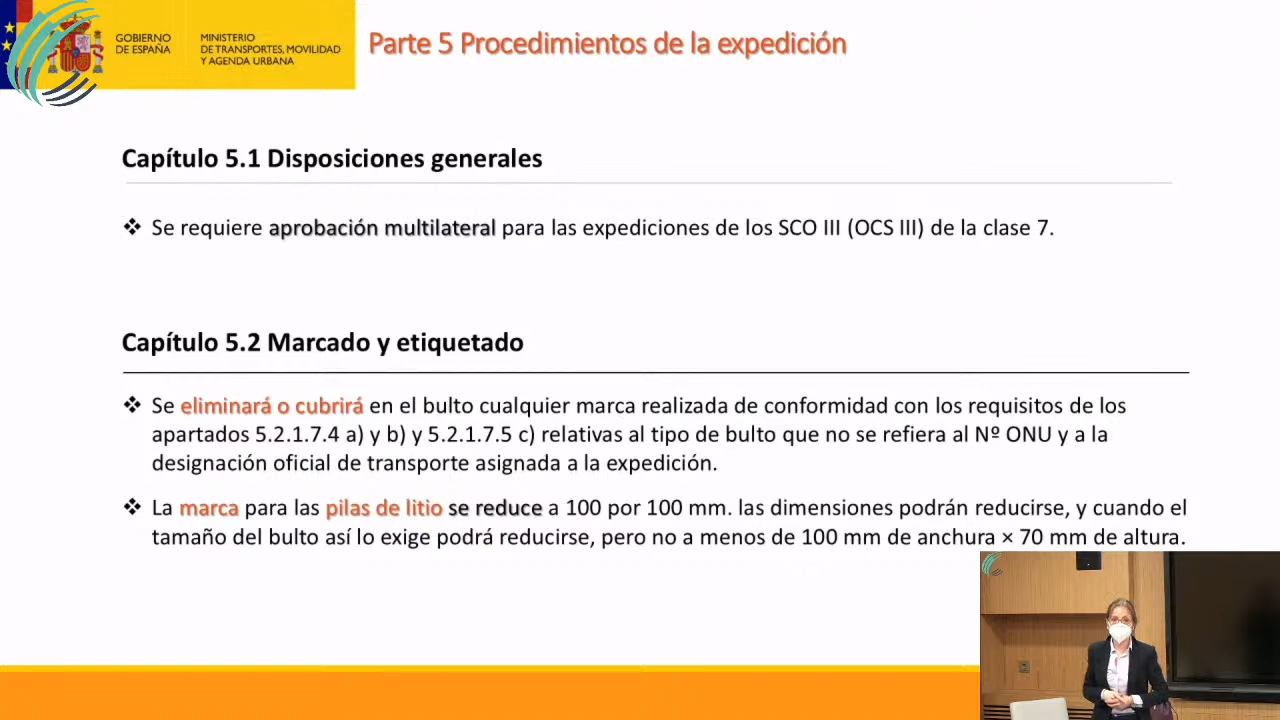 GOBIERNO
DE ESPAÑA
MINISTERIO
DE TRANSPORTES, MOVILIDAD
Y AGENDA URBANA
Parte 5 Procedimientos de la expedición
Capítulo 5.1 Disposiciones generales
❖ Se requiere aprobación multilateral para las expediciones de los SCO III (OCS III) de la clase 7.
Capítulo 5.2 Marcado y etiquetado
❖ Se eliminará o cubrirá en el bulto cualquier marca realizada de conformidad con los requisitos de los
apartados 5.2.1.7.4 a) y b) y 5.2.1.7.5 c) relativas al tipo de bulto que no se refiera al Nº ONU y a la
designación oficial de transporte asignada a la expedición.
❖ La marca para las pilas de litio se reduce a 100 por 100 mm. las dimensiones podrán reducirse, y cuando el
tamaño del bulto así lo exige podrá reducirse, pero no a menos de 100 mm de anchura × 70 mm de altura.